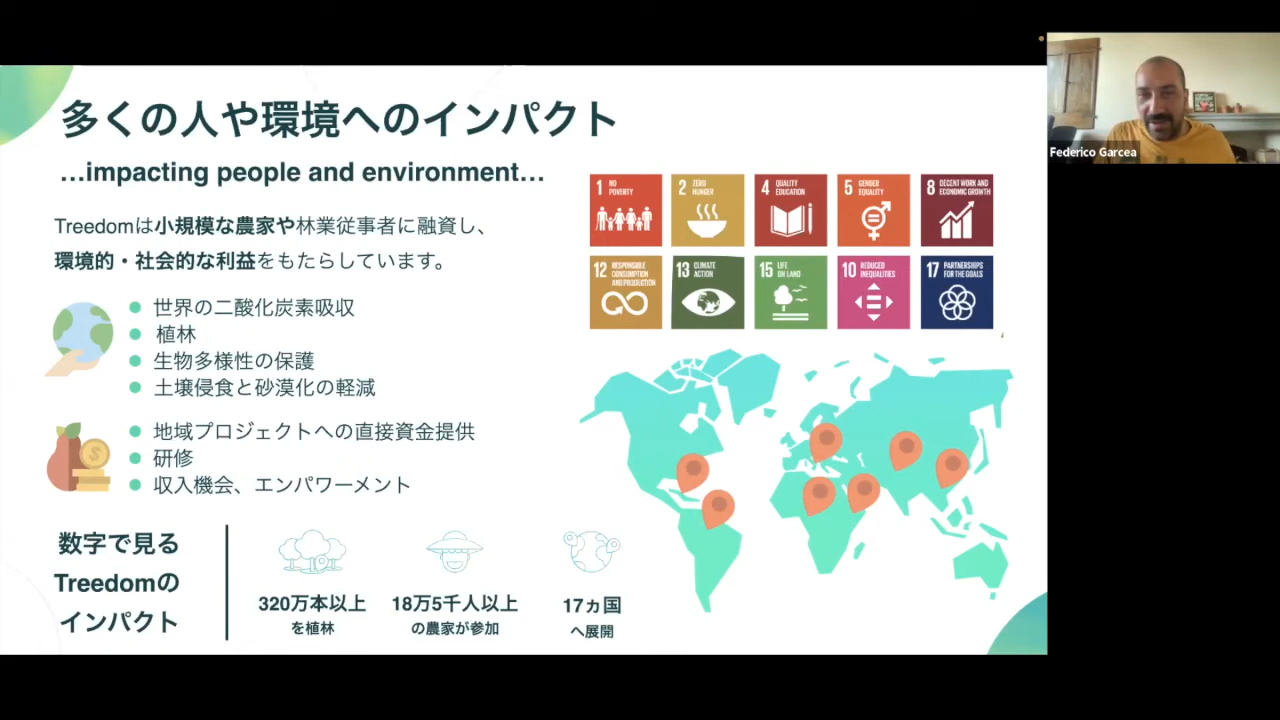 多くの人や環境へのインパクト
...impacting people and environment...
Treedomは小規模な農家や林業従事者に融資し、
環境的・社会的な利益をもたらしています。
世界の二酸化炭素吸収
植林
生物多様性の保護
土壌侵食と砂漠化の軽減
地域プロジェクトへの直接資金提供
研修
収入機会、エンパワーメント
数字で見る
Treedomの
インパクト
320万本以上
を植林
18万5千人以上
の農家が参加
17ヵ国
へ展開
1 NO
POVERTY
2 ZERO
HUNGER
4 QUALITY
EDUCATION
5 GENDER
EQUALITY
8 DECENT WORK AND
ECONOMIC GROWTH
12 RESPONSIBLE
CONSUMPTION
AND PRODUCTION
13 CLIMATE
ACTION
15 LIFE
ON LAND
10 REDUCED
INEQUALITIES
17 PARTNERSHIPS
FOR THE GOALS
$
Federico Garcea